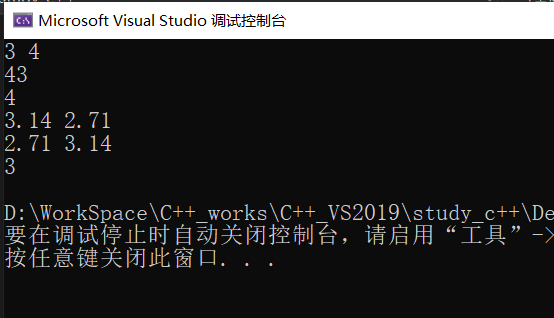 Microsoft Visual Studio 调试控制台
3 4
43
4
3.14 2.71
2.71 3.14
3
D:\WorkSpace\C++_works\C++_VS2019\study_c++\De
要在调试停止时自动关闭控制台，请启用“工具”->
按任意键关闭此窗口. . .